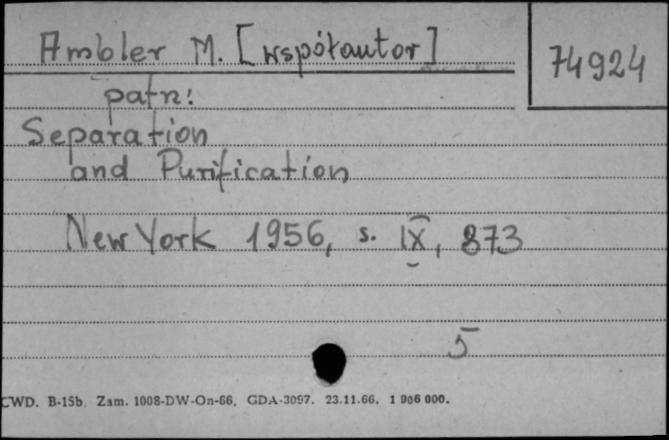 Ambler M. [współautor]
74924
patrz:
Separation
and Purification
New York 1956, s. IX, 873
5
CWD. B-15b. Zam. 1008-DW-On-66. GDA-3097. 23.11.66. 1 906 000.